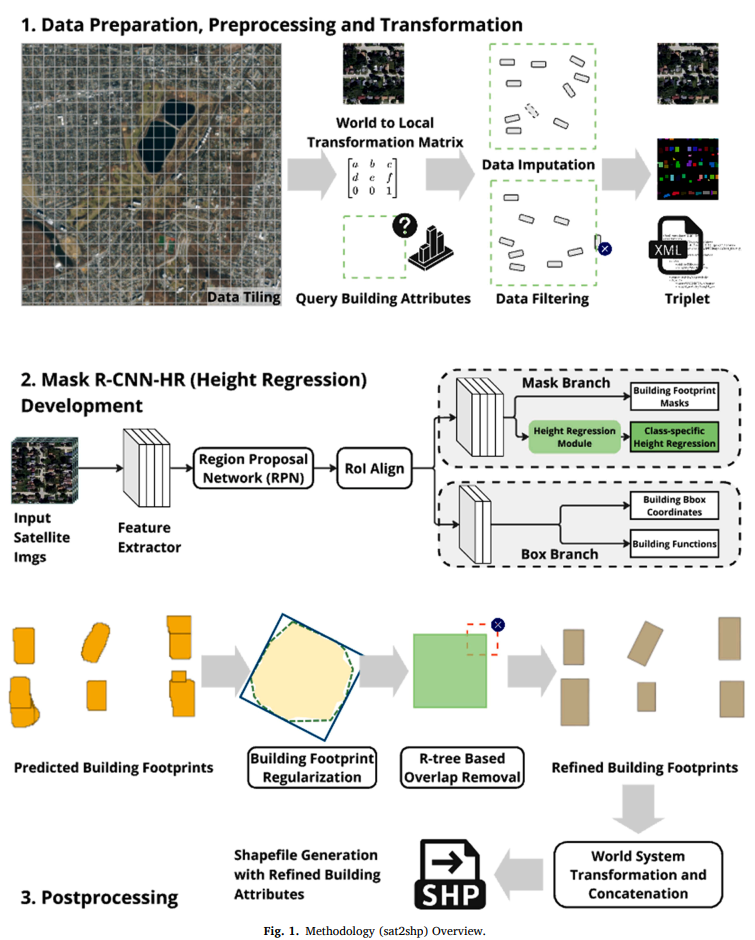 1. Data Preparation, Preprocessing and Transformation
Data Tiling
World to Local
Transformation Matrix
a b c
d e f
0 0 1
?
Query Building Attributes
Data Imputation
Data Filtering
XML
Triplet
2. Mask R-CNN-HR (Height Regression)
Development
Input
Satellite
Imgs
Feature
Extractor
Region Proposal
Network (RPN)
RoI Align
Mask Branch
Building Footprint
Masks
Height Regression
Module
Class-specific
Height Regression
Building Bbox
Coordinates
Building Functions
Box Branch
Predicted Building Footprints
Building Footprint
Regularization
R-tree Based
Overlap Removal
Refined Building Footprints
World System
Transformation and
Concatenation
SHP
Shapefile Generation
with Refined Building
Attributes
3. Postprocessing
Fig. 1. Methodology (sat2shp) Overview.